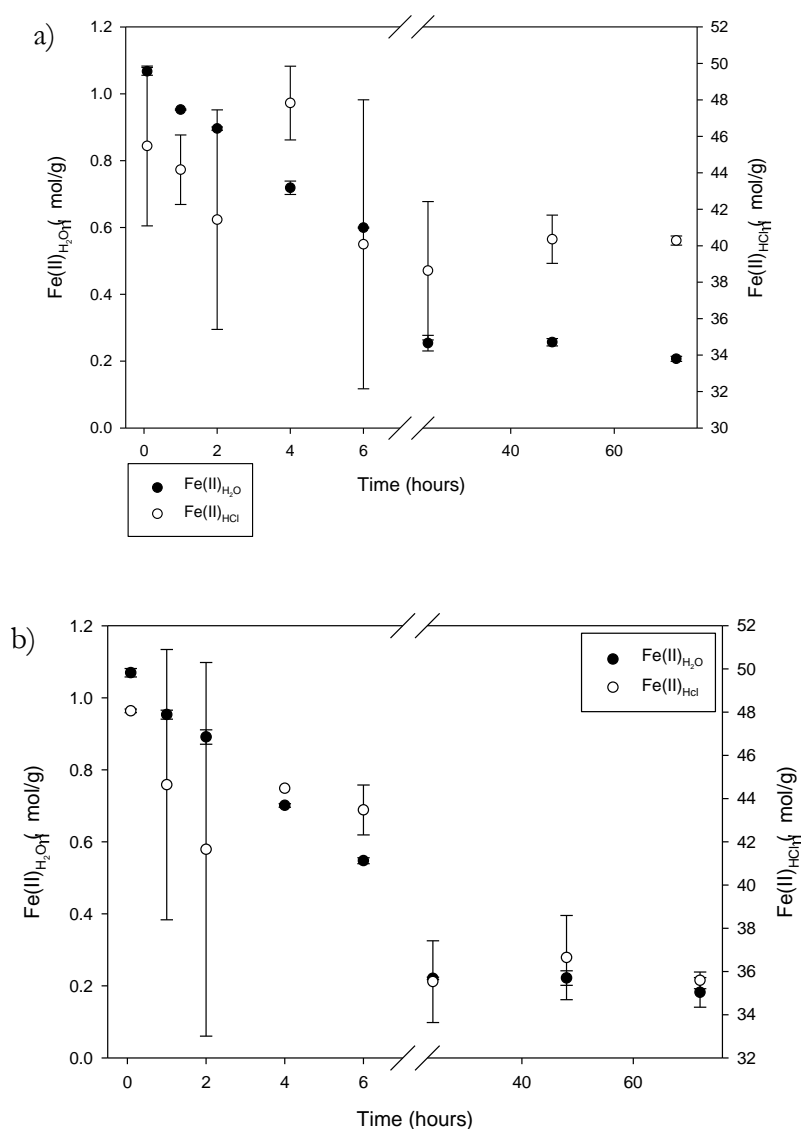 a)
1.2
1.0
0.8
0.6
0.4
0.2
0.0
Fe(II)H₂O ( mol/g)
52
50
48
46
44
42
40
38
36
34
32
30
Fe(II)HCl ( mol/g)
0 2 4 6 40 60
Time (hours)
Fe(II)H₂O
Fe(II)HCl
b)
1.2
1.0
0.8
0.6
0.4
0.2
0.0
Fe(II)H₂O ( mol/g)
52
50
48
46
44
42
40
38
36
34
32
Fe(II)HCl ( mol/g)
Fe(II)H₂O
Fe(II)Hcl
0 2 4 6 40 60
Time (hours)